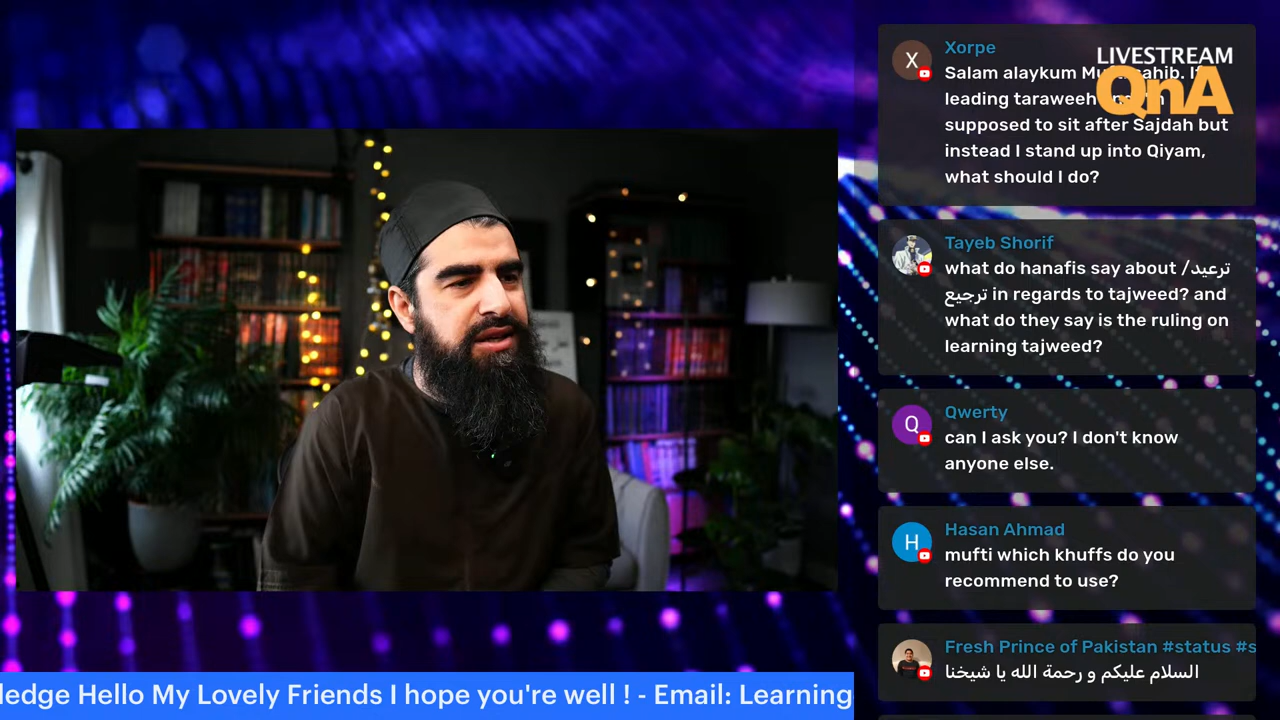 LIVESTREAM
QnA
Xorpe
Salam alaykum
leading taraweeh
supposed to sit after Sajdah but
instead I stand up into Qiyam,
what should I do?
Tayeb Shorif
what do hanafis say about ترعيد/
ترجيع in regards to tajweed? and
what do they say is the ruling on
learning tajweed?
Q
Qwerty
can I ask you? I don't know
anyone else.
H
Hasan Ahmad
mufti which khuffs do you
recommend to use?
Fresh Prince of Pakistan #status #s
السلام عليكم و رحمة الله يا شيخنا
ledge Hello My Lovely Friends I hope you're well ! - Email: Learning